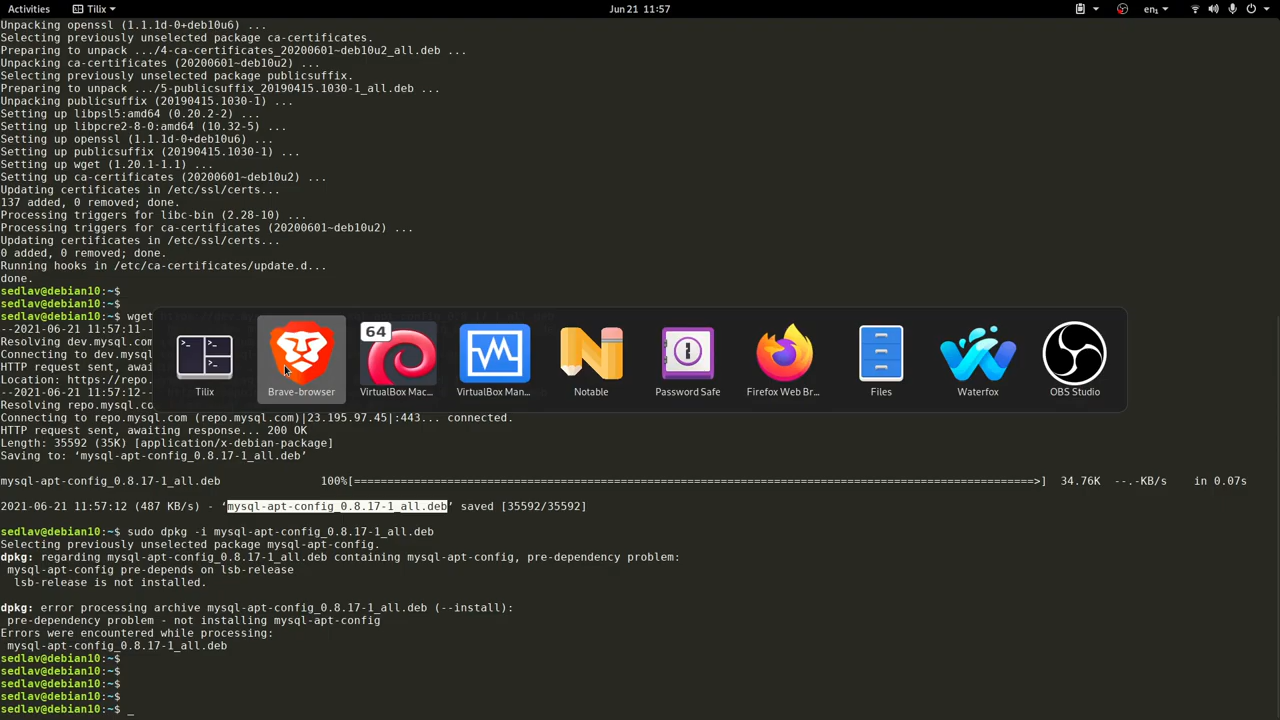 Activities Tilix Jun 21 11:57 en₁
Unpacking openssl (1.1.1d-0+deb10u6) ...
Selecting previously unselected package ca-certificates.
Preparing to unpack .../4-ca-certificates_20200601~deb10u2_all.deb ...
Unpacking ca-certificates (20200601~deb10u2) ...
Selecting previously unselected package publicsuffix.
Preparing to unpack .../5-publicsuffix_20190415.1030-1_all.deb ...
Unpacking publicsuffix (20190415.1030-1) ...
Setting up libpsl5:amd64 (0.20.2-2) ...
Setting up libpcre2-8-0:amd64 (10.32-5) ...
Setting up openssl (1.1.1d-0+deb10u6) ...
Setting up publicsuffix (20190415.1030-1) ...
Setting up wget (1.20.1-1.1) ...
Setting up ca-certificates (20200601~deb10u2) ...
Updating certificates in /etc/ssl/certs...
137 added, 0 removed; done.
Processing triggers for libc-bin (2.28-10) ...
Processing triggers for ca-certificates (20200601~deb10u2) ...
Updating certificates in /etc/ssl/certs...
0 added, 0 removed; done.
Running hooks in /etc/ca-certificates/update.d...
done.
sedlav@debian10:~$
sedlav@debian10:~$
sedlav@debian10:~$ wget
--2021-06-21 11:57:11--
Resolving dev.mysql
Connecting to dev.
HTTP request sent,
Location: https://repo.
--2021-06-21 11:57:12--
Resolving repo.mysql.com
64
Tilix Brave-browser VirtualBox Mac... VirtualBox Man... Notable Password Safe Firefox Web Br... Files Waterfox OBS Studio
Connecting to repo.mysql.com (repo.mysql.com)|23.195.97.45|:443... connected.
HTTP request sent, awaiting response... 200 OK
Length: 35592 (35K) [application/x-debian-package]
Saving to: ‘mysql-apt-config_0.8.17-1_all.deb’
mysql-apt-config_0.8.17-1_all.deb 100%[=====================================================================================================>] 34.76K --.-KB/s in 0.07s
2021-06-21 11:57:12 (487 KB/s) - ‘mysql-apt-config_0.8.17-1_all.deb’ saved [35592/35592]
sedlav@debian10:~$ sudo dpkg -i mysql-apt-config_0.8.17-1_all.deb
Selecting previously unselected package mysql-apt-config.
dpkg: regarding mysql-apt-config_0.8.17-1_all.deb containing mysql-apt-config, pre-dependency problem:
mysql-apt-config pre-depends on lsb-release
lsb-release is not installed.
dpkg: error processing archive mysql-apt-config_0.8.17-1_all.deb (--install):
pre-dependency problem - not installing mysql-apt-config
Errors were encountered while processing:
mysql-apt-config_0.8.17-1_all.deb
sedlav@debian10:~$
sedlav@debian10:~$
sedlav@debian10:~$
sedlav@debian10:~$
sedlav@debian10:~$ _